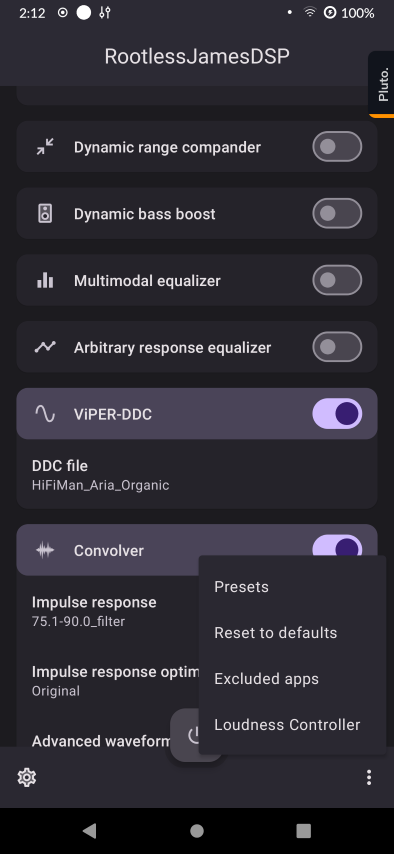 2:12
100%
RootlessJamesDSP
Pluto.
Dynamic range compander
Dynamic bass boost
Multimodal equalizer
Arbitrary response equalizer
ViPER-DDC
DDC file
HiFiMan_Aria_Organic
Convolver
Impulse response
75.1-90.0_filter
Impulse response optim
Original
Advanced waveform
Presets
Reset to defaults
Excluded apps
Loudness Controller